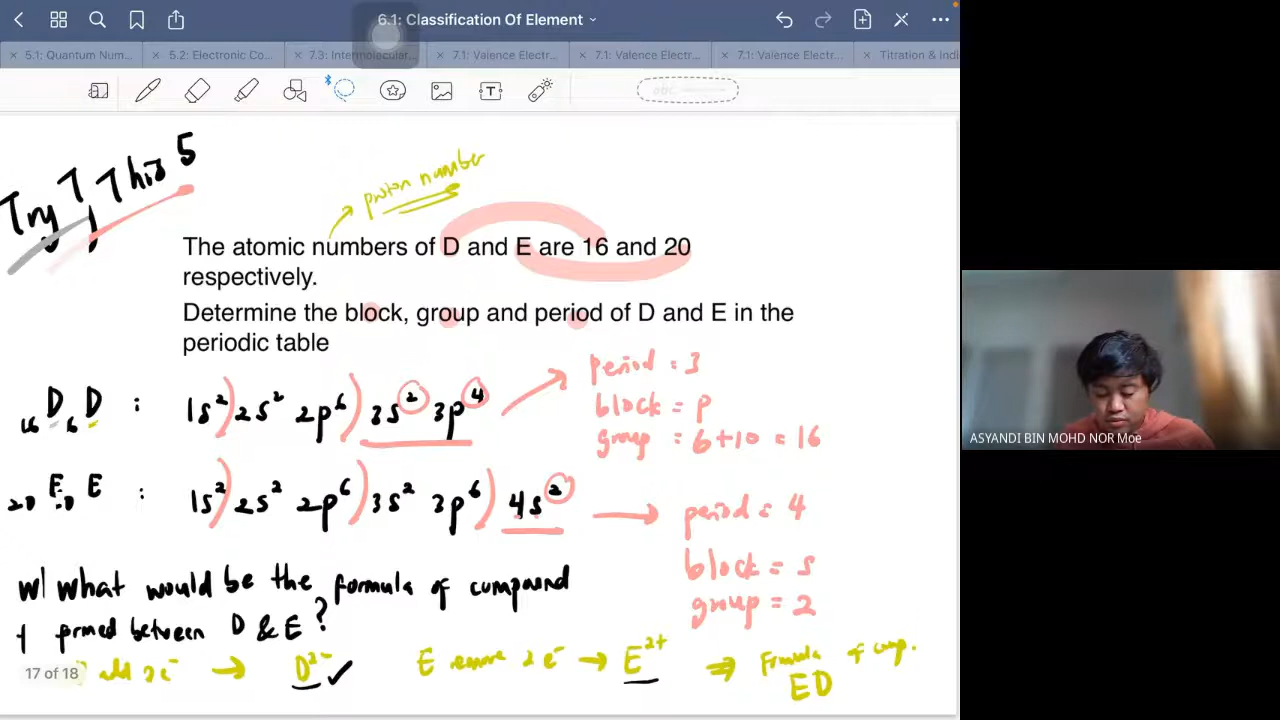 6.1: Classification Of Element
5.1: Quantum Num...
5.2: Electronic Co...
7.3: Intermolecular...
7.1: Valence Electr...
7.1: Valence Electr...
7.1: Valence Electr...
Titration & Indi
T
abc
Try This 5
proton number
The atomic numbers of D and E are 16 and 20
respectively.
Determine the block, group and period of D and E in the
periodic table
16 D 6 D : 1s² ) 2s² 2p⁶ ) 3s² 3p⁴
period = 3
block = p
group = 6+10 = 16
20 E E : 1s² ) 2s² 2p⁶ ) 3s² 3p⁶ ) 4s²
period = 4
block = s
group = 2
What would be the formula of compound
formed between D & E ?
add 2e⁻ → D²⁻ ✓ E remove 2e⁻ → E²⁺ ⇒ Formula of comp.
ED
17 of 18
ASYANDI BIN MOHD NOR Moe